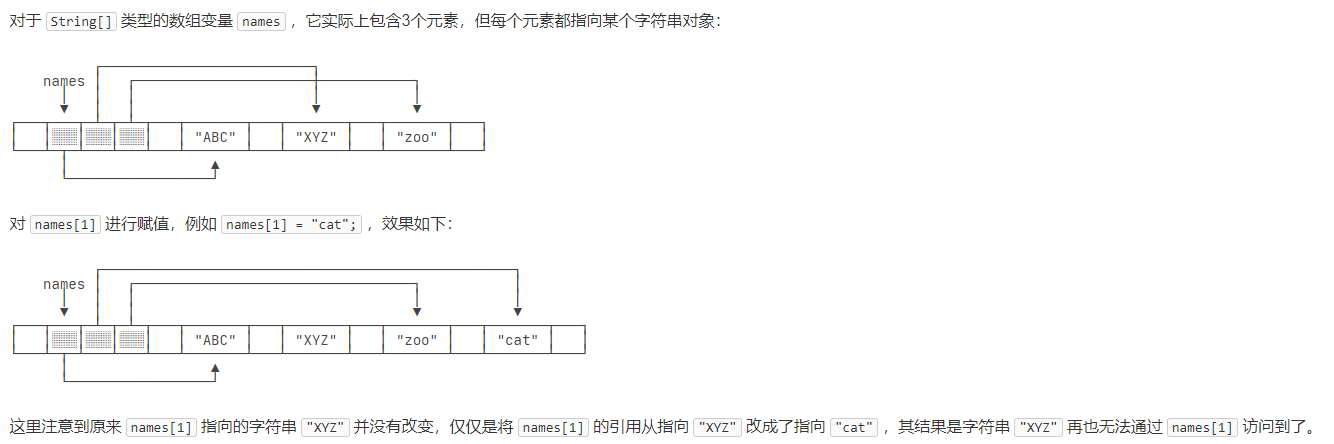 对于 String[] 类型的数组变量 names ，它实际上包含3个元素，但每个元素都指向某个字符串对象：
names
"ABC" "XYZ" "zoo"
对 names[1] 进行赋值，例如 names[1] = "cat"; ，效果如下：
names
"ABC" "XYZ" "zoo" "cat"
这里注意到原来 names[1] 指向的字符串 "XYZ" 并没有改变，仅仅是将 names[1] 的引用从指向 "XYZ" 改成了指向 "cat" ，其结果是字符串 "XYZ" 再也无法通过 names[1] 访问到了。